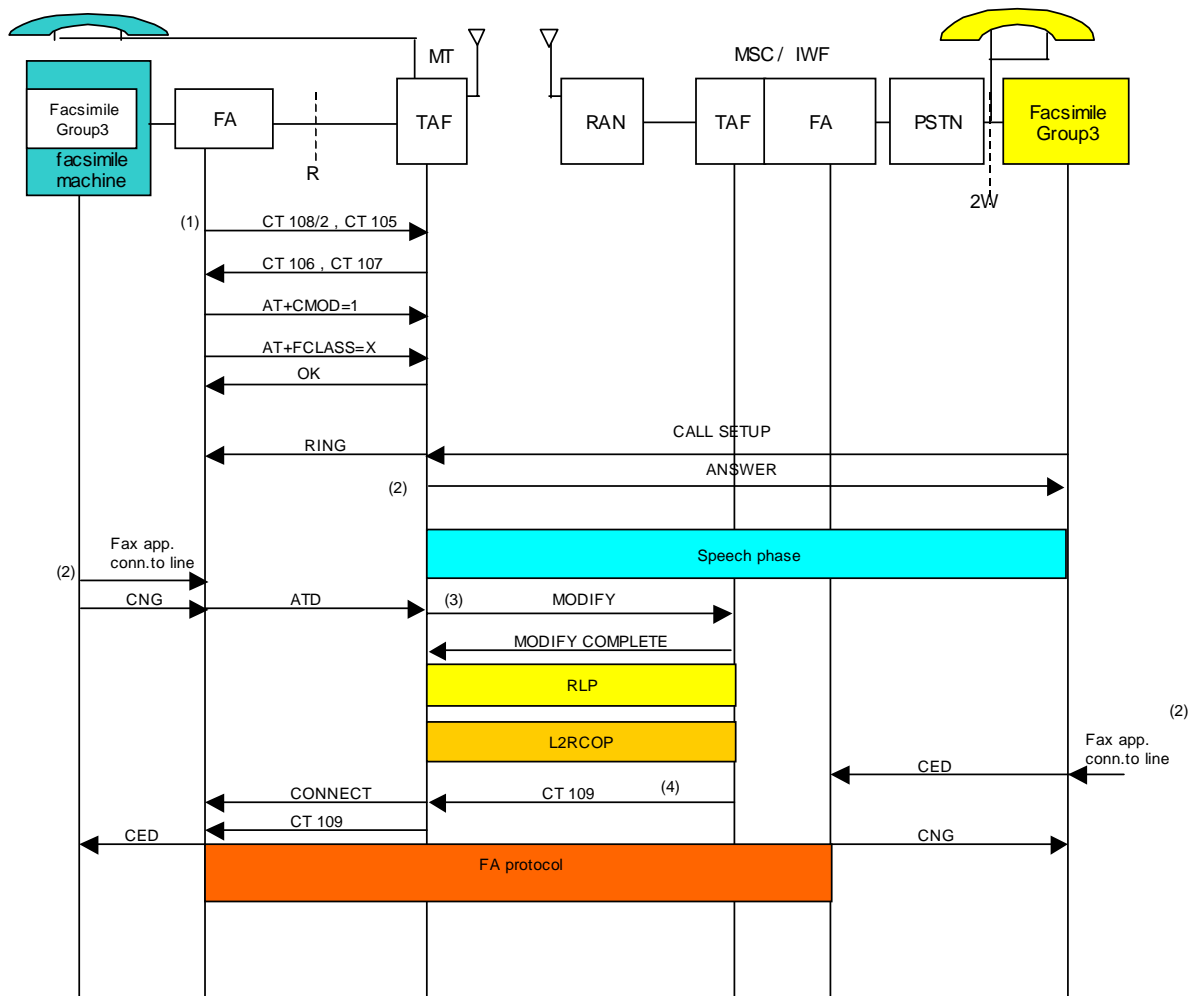 MT
MSC / IWF
Facsimile
Group3
facsimile
machine
FA
R
TAF
RAN
TAF
FA
PSTN
2W
Facsimile
Group3
(1)
CT 108/2 , CT 105
CT 106 , CT 107
AT+CMOD=1
AT+FCLASS=X
OK
CALL SETUP
RING
ANSWER
(2)
Speech phase
Fax app.
conn.to line
(2)
CNG
ATD
(3)
MODIFY
MODIFY COMPLETE
RLP
L2RCOP
(2)
Fax app.
conn.to line
CED
CONNECT
CT 109
(4)
CT 109
CED
CNG
FA protocol